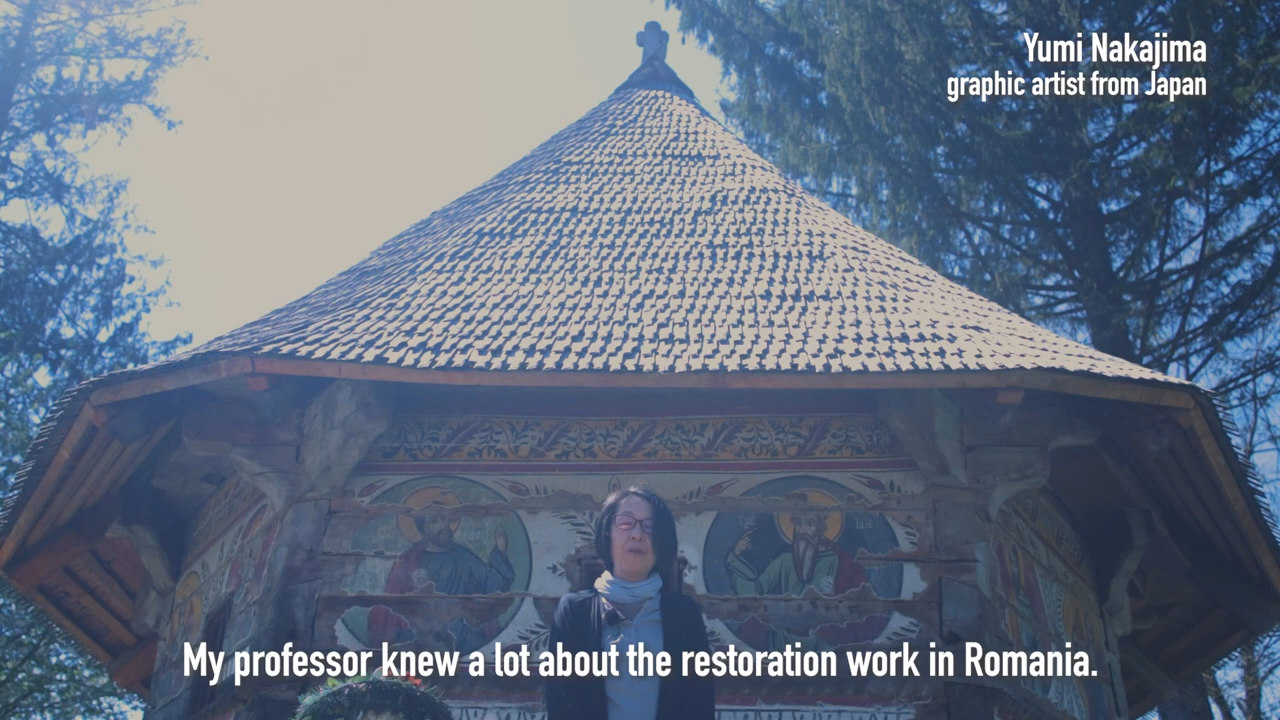 Yumi Nakajima
graphic artist from Japan
My professor knew a lot about the restoration work in Romania.